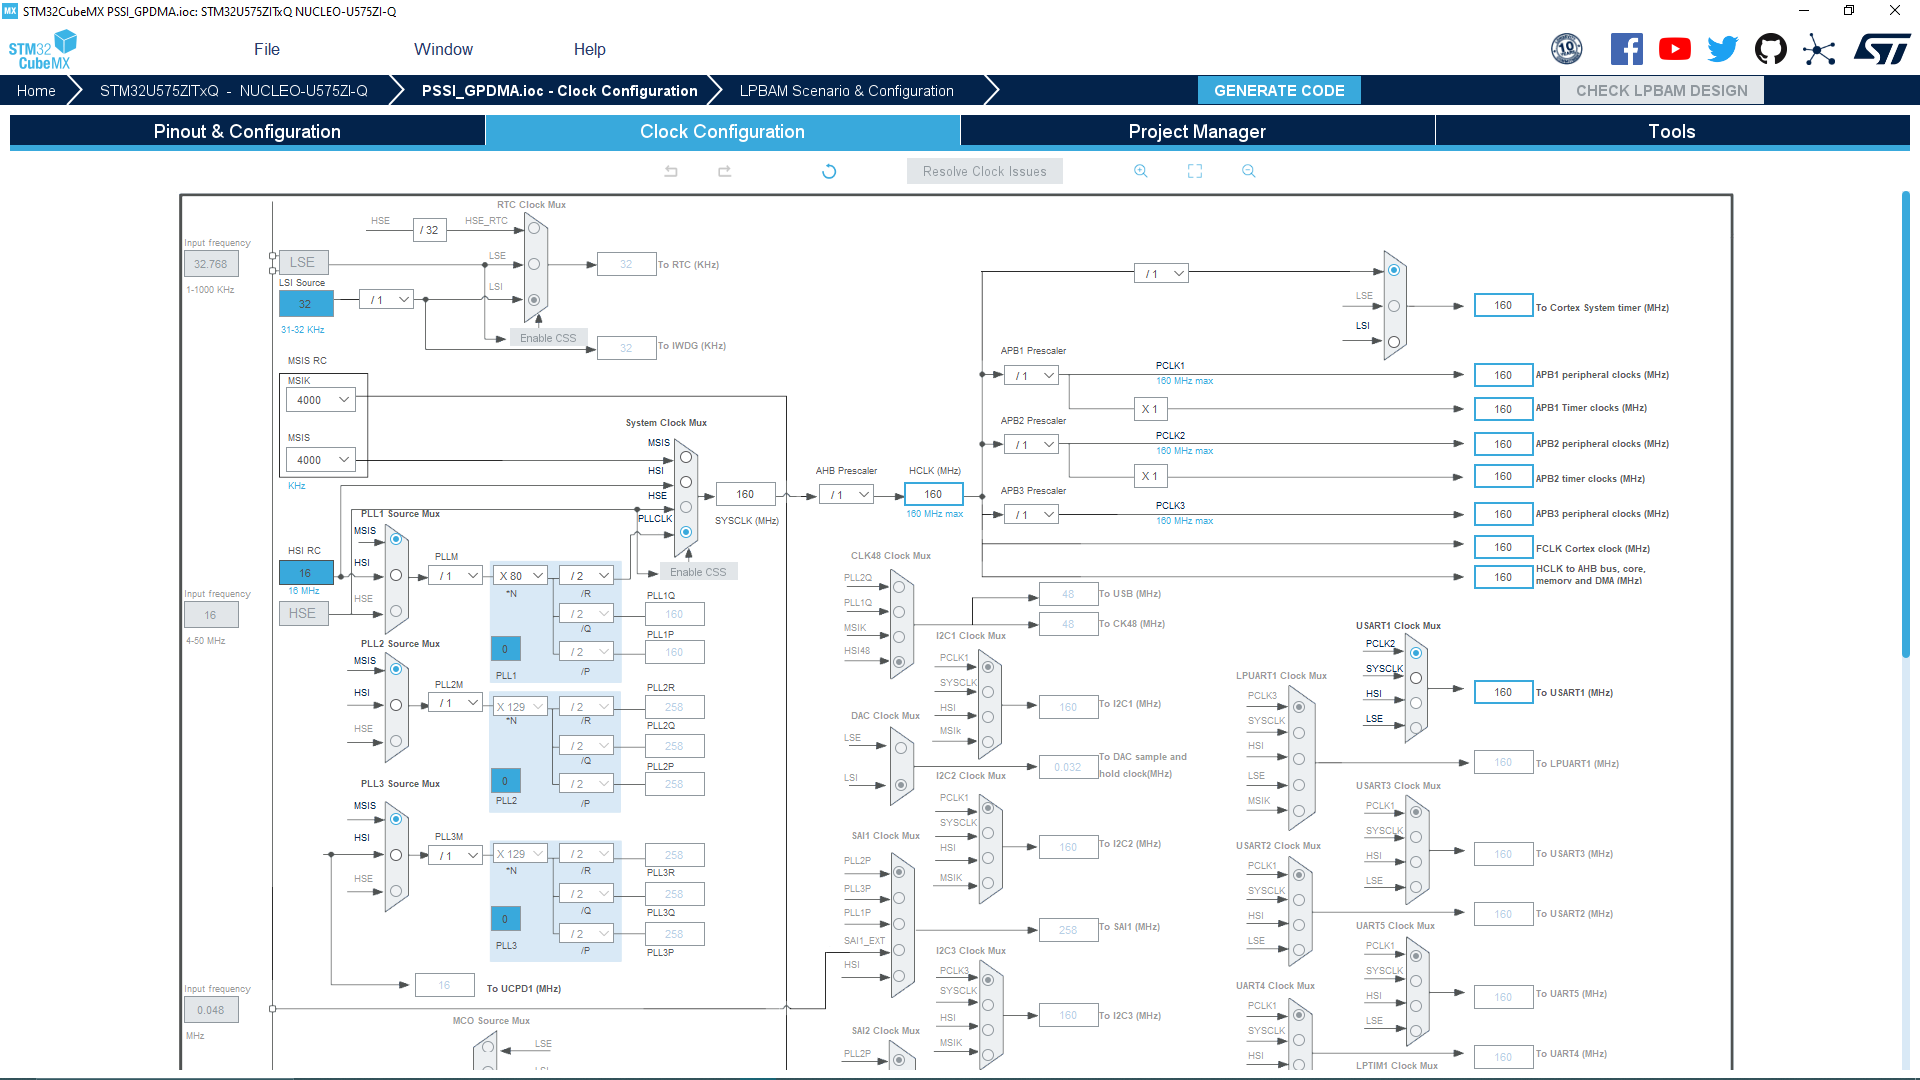 MX STM32CubeMX PSSI_GPDMA.ioc: STM32U575ZITxQ NUCLEO-U575ZI-Q
STM32
CubeMX
File
Window
Help
10
Home
STM32U575ZITxQ - NUCLEO-U575ZI-Q
PSSI_GPDMA.ioc - Clock Configuration
LPBAM Scenario & Configuration
GENERATE CODE
CHECK LPBAM DESIGN
Pinout & Configuration
Clock Configuration
Project Manager
Tools
Resolve Clock Issues
RTC Clock Mux
HSE
/ 32
HSE_RTC
Input frequency
32.768
1-1000 KHz
LSE
LSE
32
To RTC (KHz)
LSI Source
32
31-32 KHz
/ 1
LSI
Enable CSS
32
To IWDG (KHz)
/ 1
LSE
LSI
160
To Cortex System timer (MHz)
MSIS RC
MSIK
4000
MSIS
4000
KHz
System Clock Mux
MSIS
HSI
HSE
PLLCLK
160
SYSCLK (MHz)
Enable CSS
AHB Prescaler
/ 1
HCLK (MHz)
160
160 MHz max
APB1 Prescaler
/ 1
PCLK1
160 MHz max
160
APB1 peripheral clocks (MHz)
X 1
160
APB1 Timer clocks (MHz)
APB2 Prescaler
/ 1
PCLK2
160 MHz max
160
APB2 peripheral clocks (MHz)
X 1
160
APB2 timer clocks (MHz)
APB3 Prescaler
/ 1
PCLK3
160 MHz max
160
APB3 peripheral clocks (MHz)
160
FCLK Cortex clock (MHz)
160
HCLK to AHB bus, core,
memory and DMA (MHz)
HSI RC
16
16 MHz
Input frequency
16
4-50 MHz
HSE
PLL1 Source Mux
MSIS
HSI
HSE
PLLM
/ 1
X 80
*N
/ 2
/R
/ 2
/Q
/ 2
/P
0
PLL1
PLL1Q
160
PLL1P
160
PLL2 Source Mux
MSIS
HSI
HSE
PLL2M
/ 1
X 129
*N
/ 2
/R
/ 2
/Q
/ 2
/P
0
PLL2
PLL2R
258
PLL2Q
258
PLL2P
258
PLL3 Source Mux
MSIS
HSI
HSE
PLL3M
/ 1
X 129
*N
/ 2
/R
/ 2
/Q
/ 2
/P
0
PLL3
258
PLL3R
258
PLL3Q
258
PLL3P
16
To UCPD1 (MHz)
Input frequency
0.048
MHz
MCO Source Mux
LSE
CLK48 Clock Mux
PLL2Q
PLL1Q
MSIK
HSI48
48
To USB (MHz)
48
To CK48 (MHz)
I2C1 Clock Mux
PCLK1
SYSCLK
HSI
MSIk
160
To I2C1 (MHz)
DAC Clock Mux
LSE
LSI
0.032
To DAC sample and
hold clock(MHz)
I2C2 Clock Mux
PCLK1
SYSCLK
HSI
MSIK
160
To I2C2 (MHz)
SAI1 Clock Mux
PLL2P
PLL3P
PLL1P
SAI1_EXT
HSI
258
To SAI1 (MHz)
I2C3 Clock Mux
PCLK3
SYSCLK
HSI
MSIK
160
To I2C3 (MHz)
SAI2 Clock Mux
PLL2P
USART1 Clock Mux
PCLK2
SYSCLK
HSI
LSE
160
To USART1 (MHz)
LPUART1 Clock Mux
PCLK3
SYSCLK
HSI
LSE
MSIK
160
To LPUART1 (MHz)
USART3 Clock Mux
PCLK1
SYSCLK
HSI
LSE
160
To USART3 (MHz)
USART2 Clock Mux
PCLK1
SYSCLK
HSI
LSE
160
To USART2 (MHz)
UART5 Clock Mux
PCLK1
SYSCLK
HSI
LSE
160
To UART5 (MHz)
UART4 Clock Mux
PCLK1
SYSCLK
HSI
160
To UART4 (MHz)
LPTIM1 Clock Mux